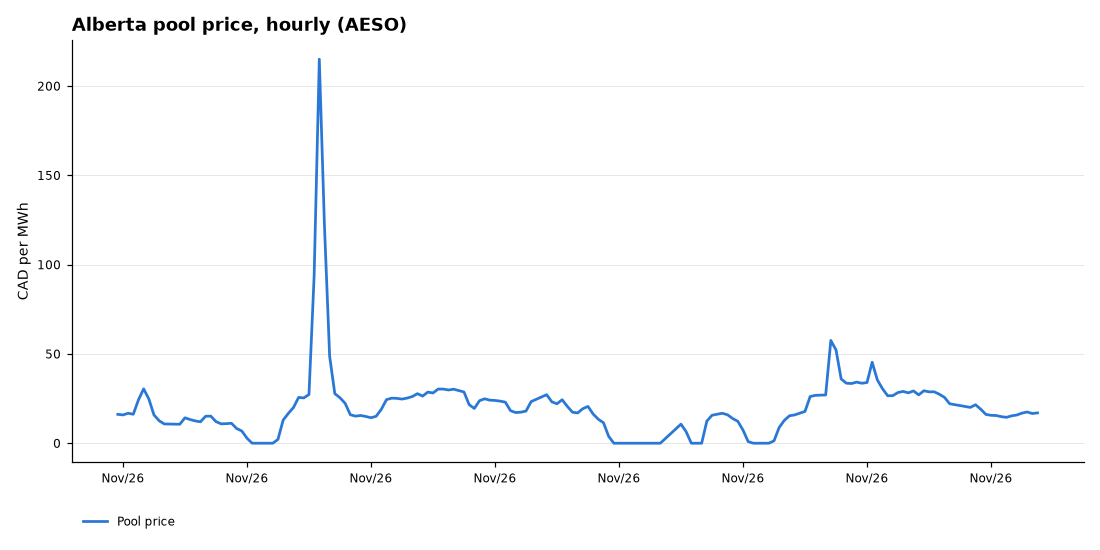 Alberta pool price, hourly (AESO)
CAD per MWh
200
150
100
50
0
Nov/26 Nov/26 Nov/26 Nov/26 Nov/26 Nov/26 Nov/26 Nov/26
Pool price